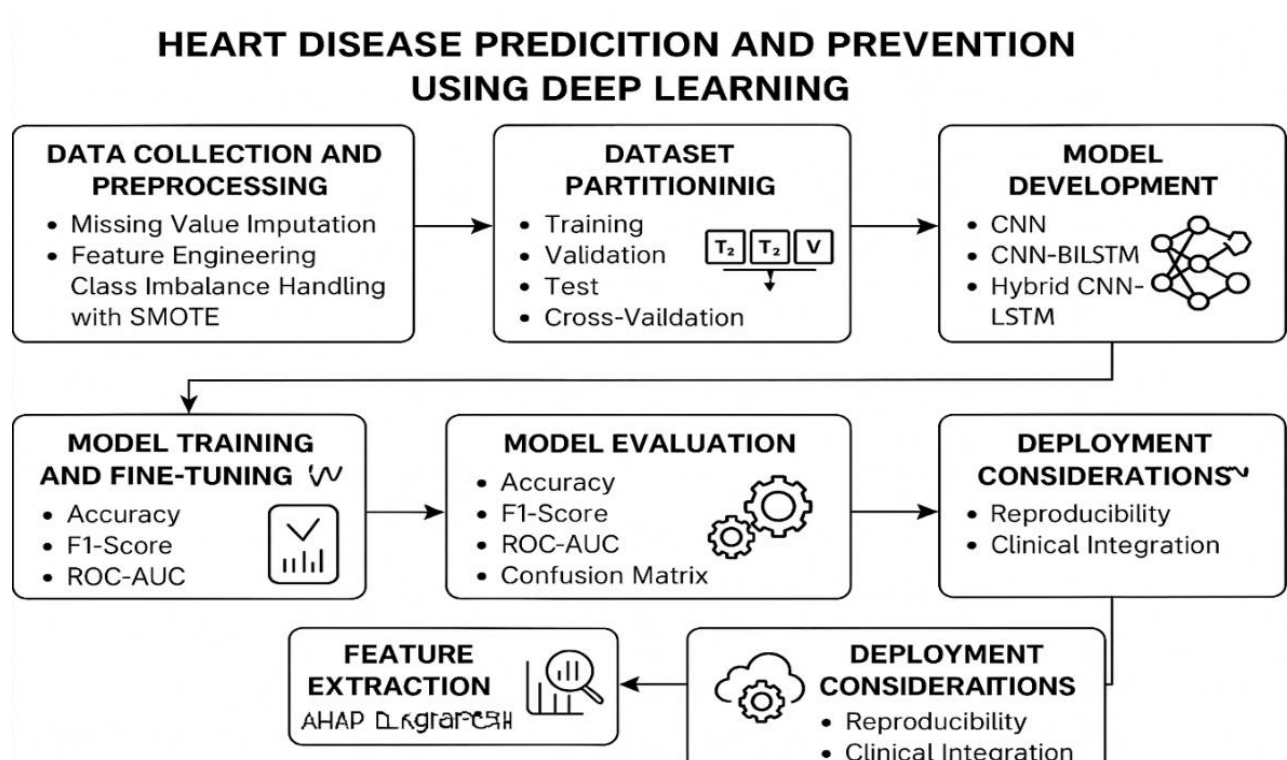 HEART DISEASE PREDICITION AND PREVENTION
USING DEEP LEARNING
DATA COLLECTION AND
PREPROCESSING
• Missing Value Imputation
• Feature Engineering
Class Imbalance Handling
with SMOTE
DATASET
PARTITIONINIG
• Training
• Validation
• Test
• Cross-Vaildation
T₂ T₂ V
MODEL
DEVELOPMENT
• CNN
• CNN-BILSTM
• Hybrid CNN-
LSTM
MODEL TRAINING
AND FINE-TUNING
• Accuracy
• F1-Score
• ROC-AUC
MODEL EVALUATION
• Accuracy
• F1-Score
• ROC-AUC
• Confusion Matrix
DEPLOYMENT
CONSIDERATIONS
• Reproducibility
• Clinical Integration
FEATURE
EXTRACTION
AHAP
DEPLOYMENT
CONSIDERAITIONS
• Reproducibility
• Clinical Integration